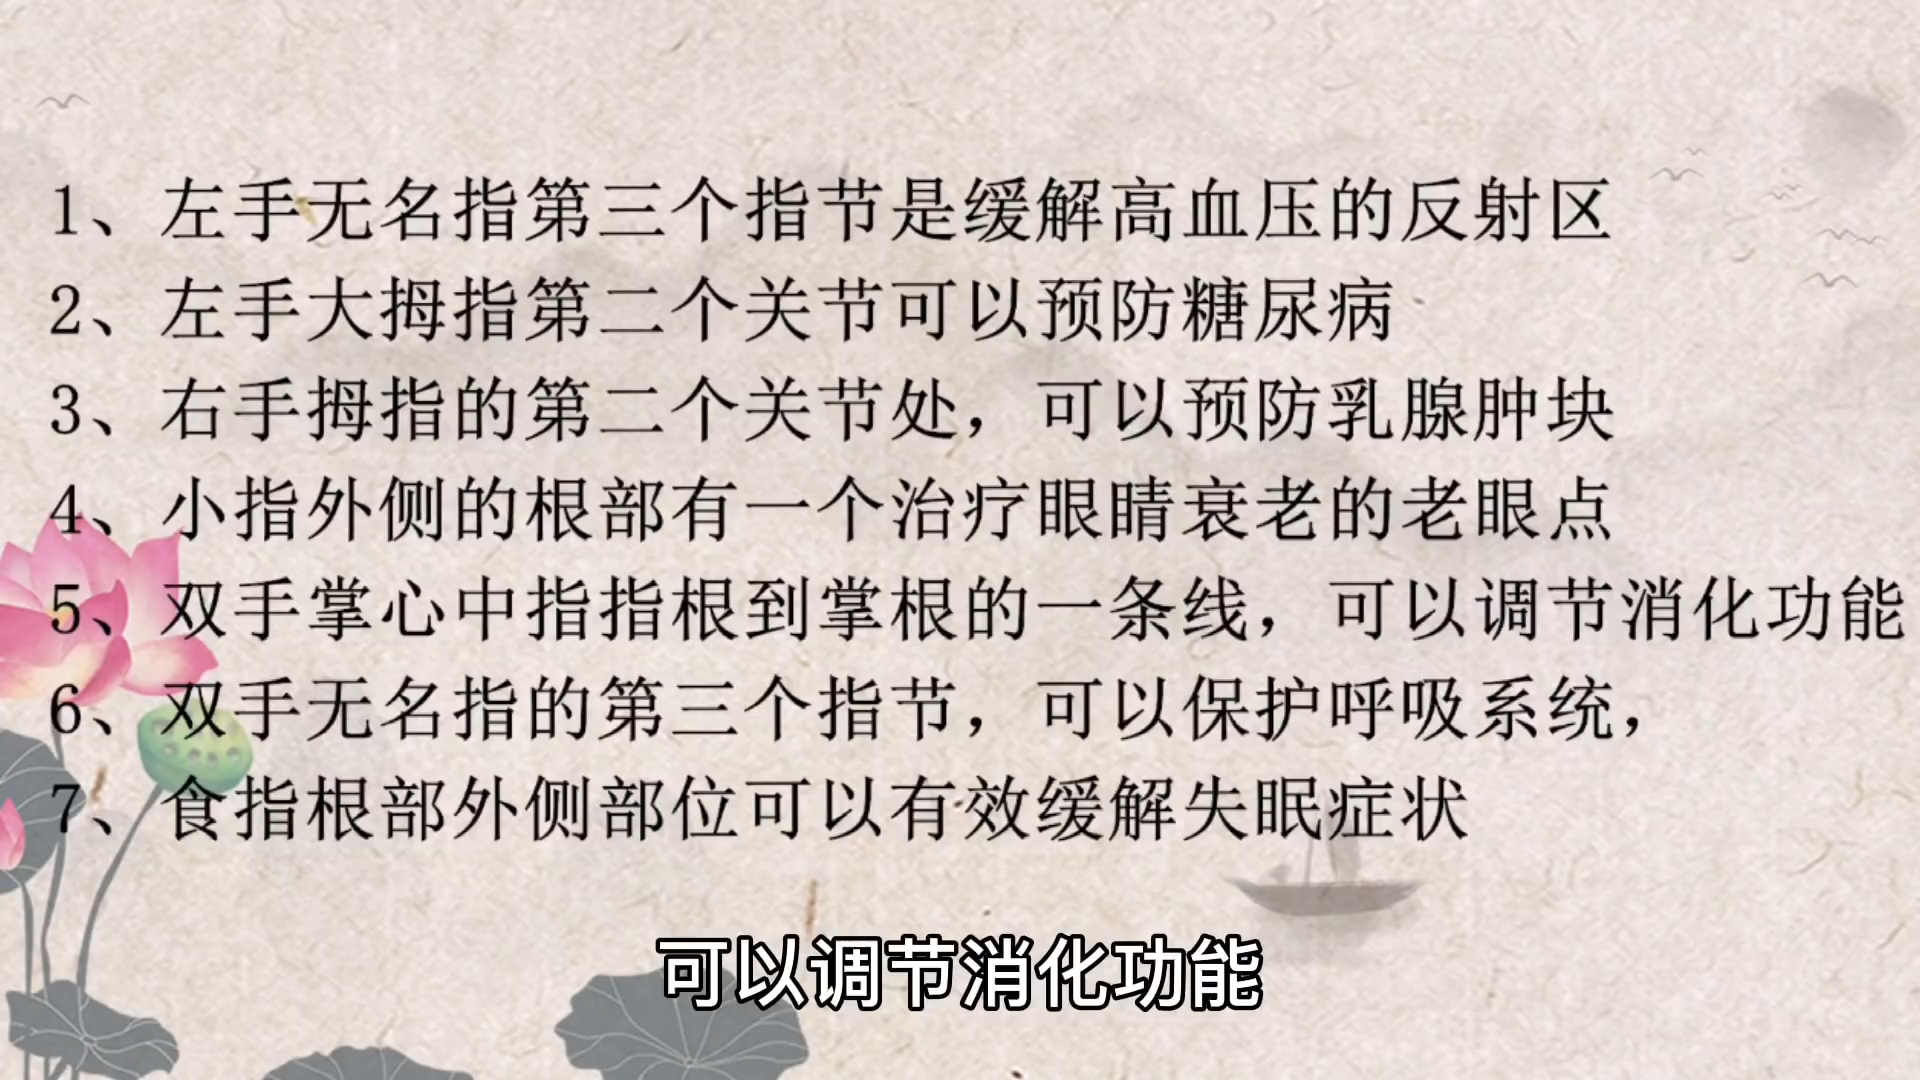 1、左手无名指第三个指节是缓解高血压的反射区
2、左手大拇指第二个关节可以预防糖尿病
3、右手拇指的第二个关节处，可以预防乳腺肿块
4、小指外侧的根部有一个治疗眼睛衰老的老眼点
5、双手掌心中指指根到掌根的一条线，可以调节消化功能
6、双手无名指的第三个指节，可以保护呼吸系统，
7、食指根部外侧部位可以有效缓解失眠症状
可以调节消化功能